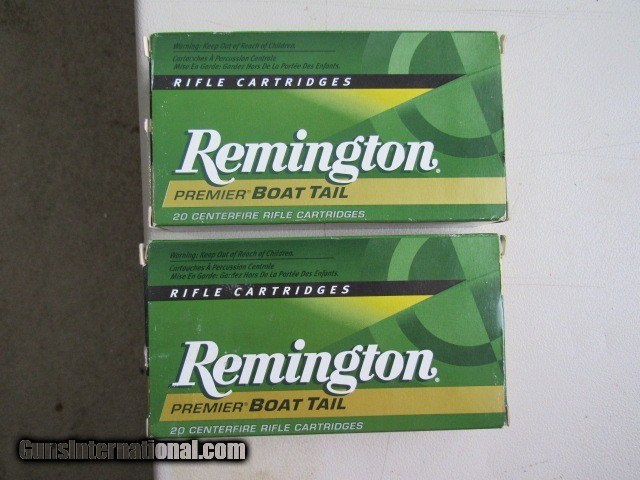 Warning: Keep Out of Reach of Children.
Cartouches À Percussion Centrale
Mise En Garde: Gardez Hors De La Portée Des Enfants.
RIFLE CARTRIDGES
Remington®
PREMIER® BOAT TAIL
20 CENTERFIRE RIFLE CARTRIDGES
Warning: Keep Out of Reach of Children.
Cartouches À Percussion Centrale
Mise En Garde: Gardez Hors De La Portée Des Enfants.
RIFLE CARTRIDGES
Remington®
PREMIER® BOAT TAIL
20 CENTERFIRE RIFLE CARTRIDGES
GunsInternational.com